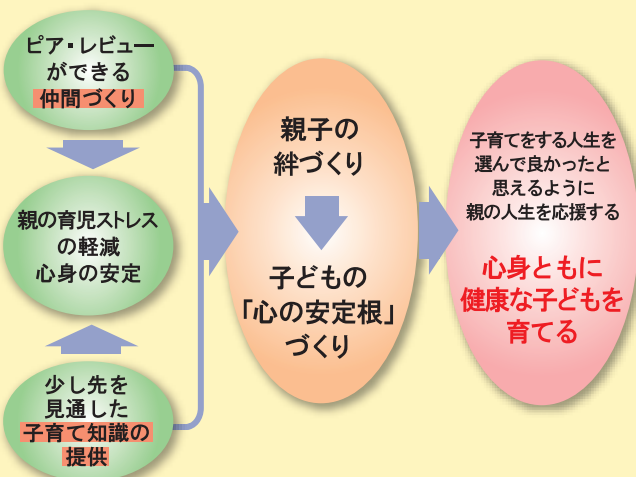 ピア・レビュー
ができる
仲間づくり
親の育児ストレス
の軽減
心身の安定
少し先を
見通した
子育て知識の
提供
親子の
絆づくり
子どもの
「心の安定根」
づくり
子育てをする人生を
選んで良かったと
思えるように
親の人生を応援する
心身ともに
健康な子どもを
育てる